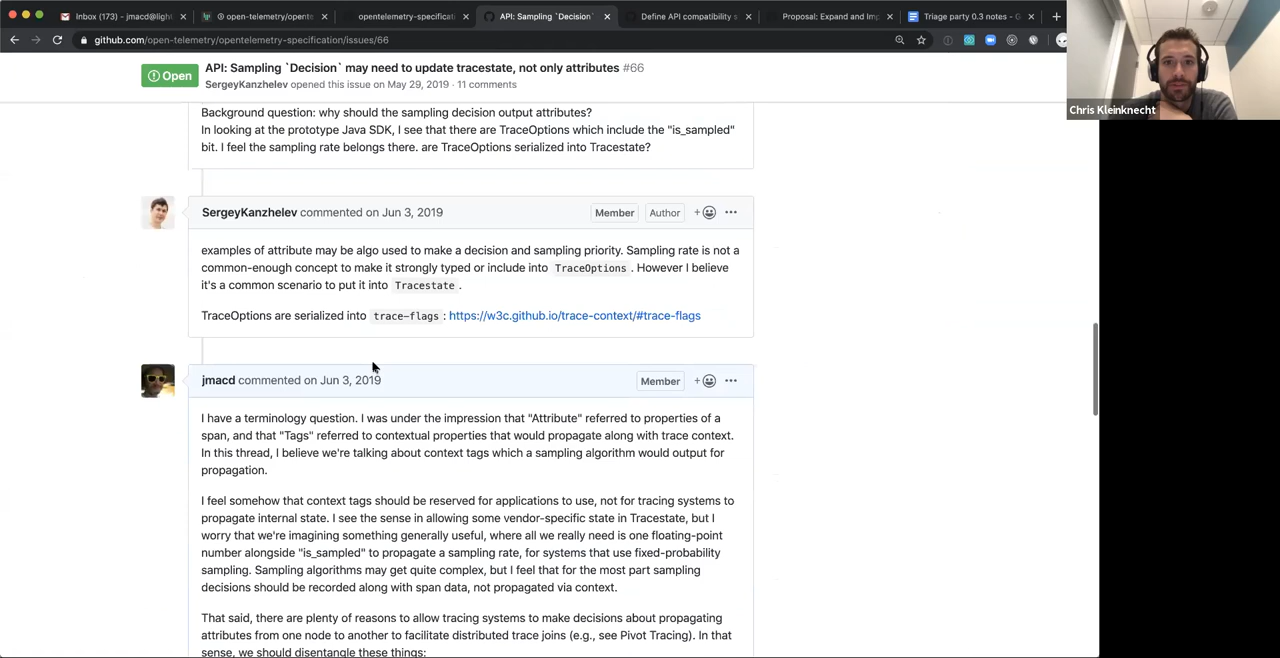 Inbox (173) - jmacd@light
open-telemetry/opente
opentelemetry-specificati
API: Sampling `Decision`
Define API compatibility s
Proposal: Expand and Imp
Triage party 0.3 notes - G
github.com/open-telemetry/opentelemetry-specification/issues/66
Chris Kleinknecht
Open
API: Sampling `Decision` may need to update tracestate, not only attributes #66
SergeyKanzhelev opened this issue on May 29, 2019 · 11 comments
Background question: why should the sampling decision output attributes?
In looking at the prototype Java SDK, I see that there are TraceOptions which include the "is_sampled"
bit. I feel the sampling rate belongs there. are TraceOptions serialized into Tracestate?
SergeyKanzhelev commented on Jun 3, 2019
Member
Author
examples of attribute may be algo used to make a decision and sampling priority. Sampling rate is not a
common-enough concept to make it strongly typed or include into TraceOptions . However I believe
it's a common scenario to put it into Tracestate .
TraceOptions are serialized into trace-flags : https://w3c.github.io/trace-context/#trace-flags
jmacd commented on Jun 3, 2019
Member
I have a terminology question. I was under the impression that "Attribute" referred to properties of a
span, and that "Tags" referred to contextual properties that would propagate along with trace context.
In this thread, I believe we're talking about context tags which a sampling algorithm would output for
propagation.
I feel somehow that context tags should be reserved for applications to use, not for tracing systems to
propagate internal state. I see the sense in allowing some vendor-specific state in Tracestate, but I
worry that we're imagining something generally useful, where all we really need is one floating-point
number alongside "is_sampled" to propagate a sampling rate, for systems that use fixed-probability
sampling. Sampling algorithms may get quite complex, but I feel that for the most part sampling
decisions should be recorded along with span data, not propagated via context.
That said, there are plenty of reasons to allow tracing systems to make decisions about propagating
attributes from one node to another to facilitate distributed trace joins (e.g., see Pivot Tracing). In that
sense, we should disentangle these things: